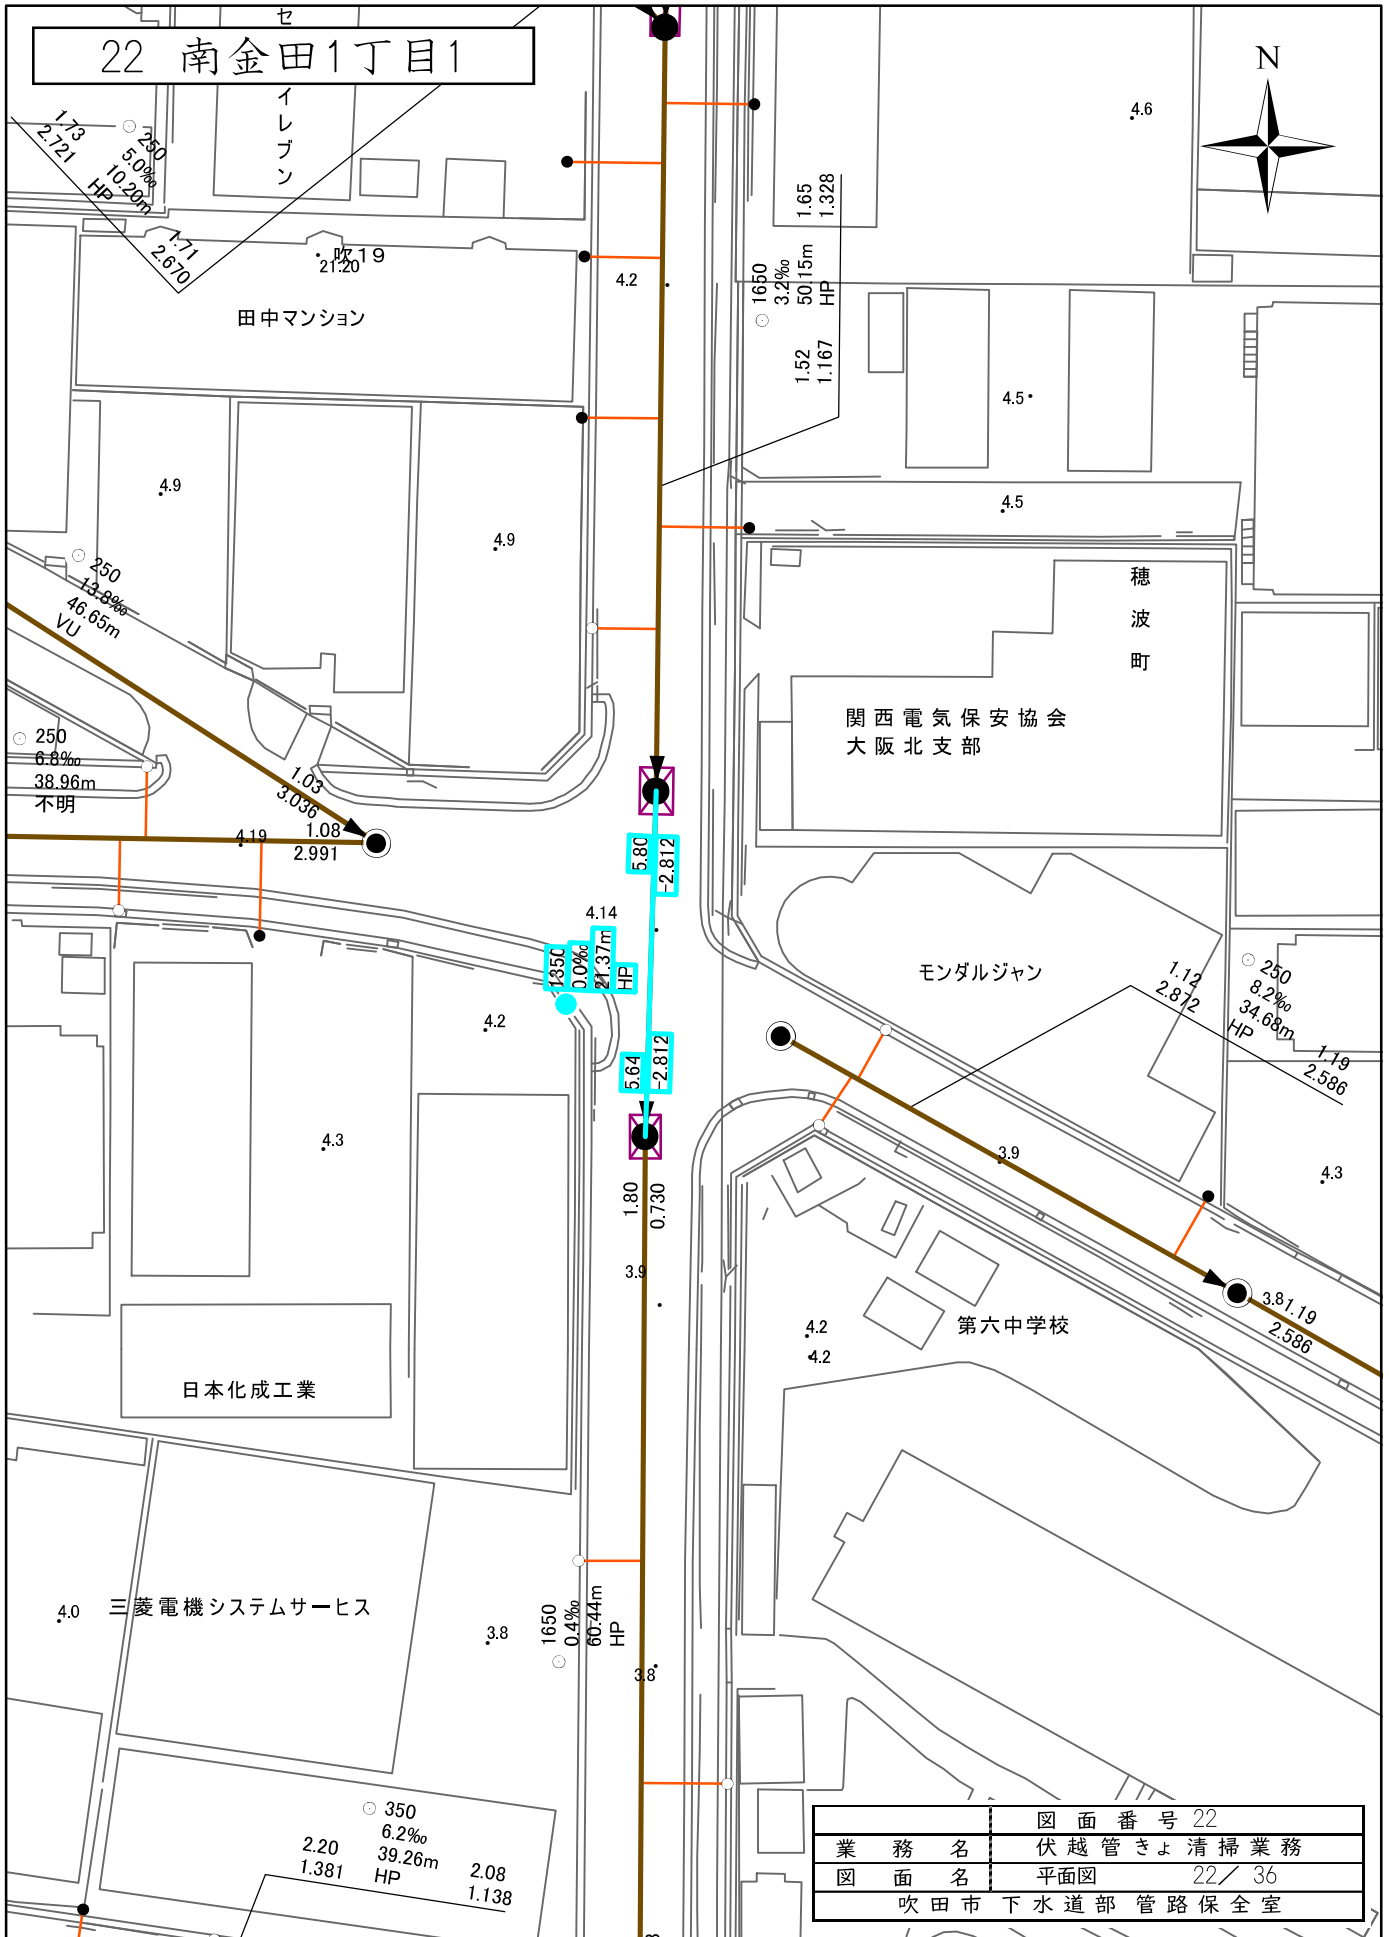 22 南金田1丁目1
セ
イレブン
N
4.6
1.73
2.721
250
5.0‰
10.20m
HP
1.71
2.670
吹19
21.20
田中マンション
4.2
1.65
1.328
1650
3.2‰
50.15m
HP
1.52
1.167
4.5
4.5
4.9
4.9
250
13.8‰
46.65m
VU
穂波町
関西電気保安協会
大阪北支部
250
6.8‰
38.96m
不明
1.03
3.036
4.19
1.08
2.991
5.80
-2.812
4.14
1350
0.0‰
21.37m
HP
5.64
-2.812
モンダルジャン
1.12
2.872
250
8.2‰
34.68m
HP
1.19
2.586
4.2
4.3
3.9
4.3
1.80
0.730
3.9
3.8
1.19
2.586
4.2
4.2
第六中学校
日本化成工業
三菱電機システムサービス
4.0
3.8
1650
0.4‰
60.44m
HP
3.8
350
6.2‰
39.26m
HP
2.20
1.381
2.08
1.138
図面番号 22
業務名 伏越管きょ清掃業務
図面名 平面図 22/36
吹田市 下水道部 管路保全室